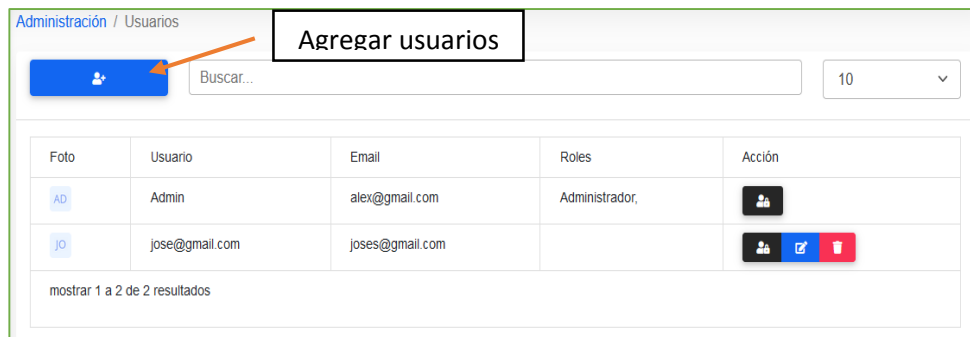 Administración / Usuarios
Agregar usuarios
Buscar...
10
Foto Usuario Email Roles Acción
AD Admin alex@gmail.com Administrador,
JO jose@gmail.com joses@gmail.com
mostrar 1 a 2 de 2 resultados